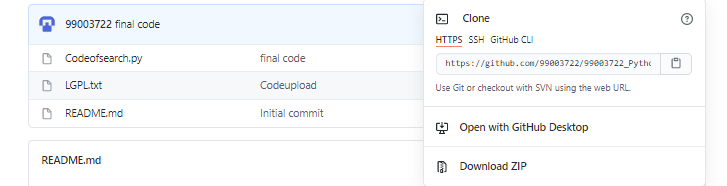 99003722 final code
Codeofsearch.py final code
LGPL.txt Codeupload
README.md Initial commit
README.md
Clone
HTTPS SSH GitHub CLI
https://github.com/99003722/99003722_Pytho
Use Git or checkout with SVN using the web URL.
Open with GitHub Desktop
Download ZIP